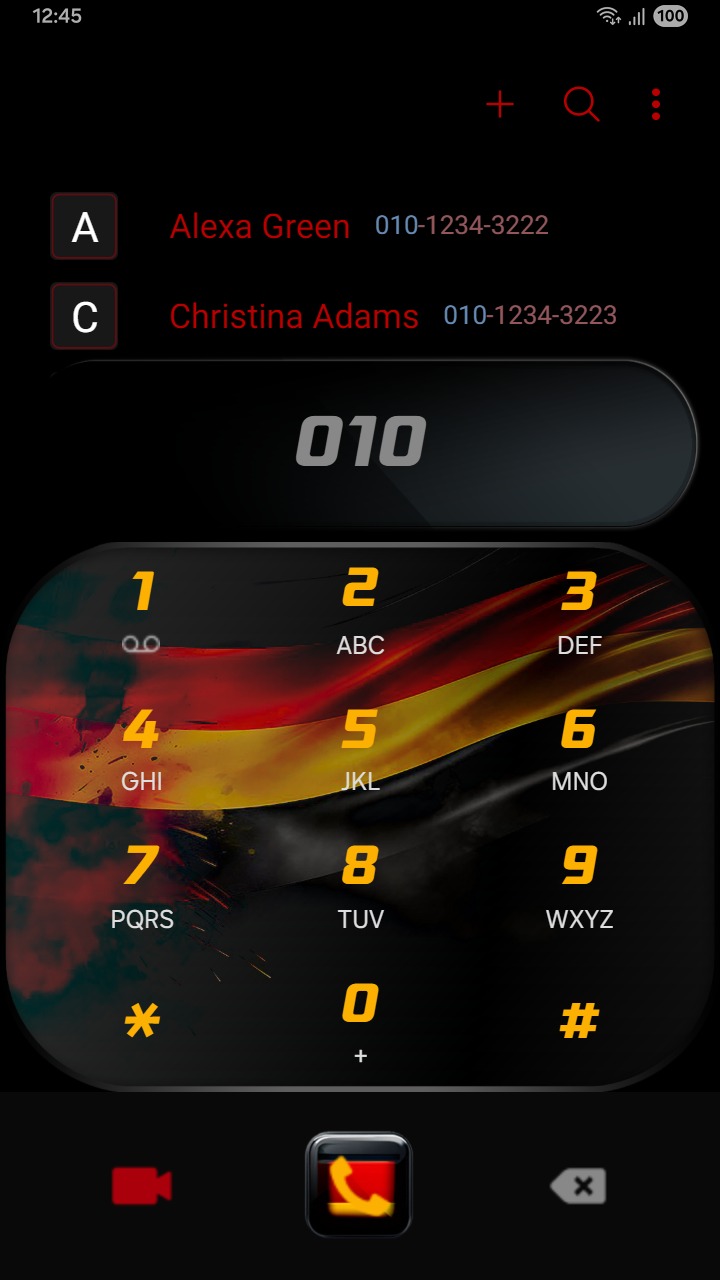 12:45 100
A Alexa Green 010-1234-3222
C Christina Adams 010-1234-3223
010
1 2 3
ABC DEF
4 5 6
GHI JKL MNO
7 8 9
PQRS TUV WXYZ
* 0 #
+